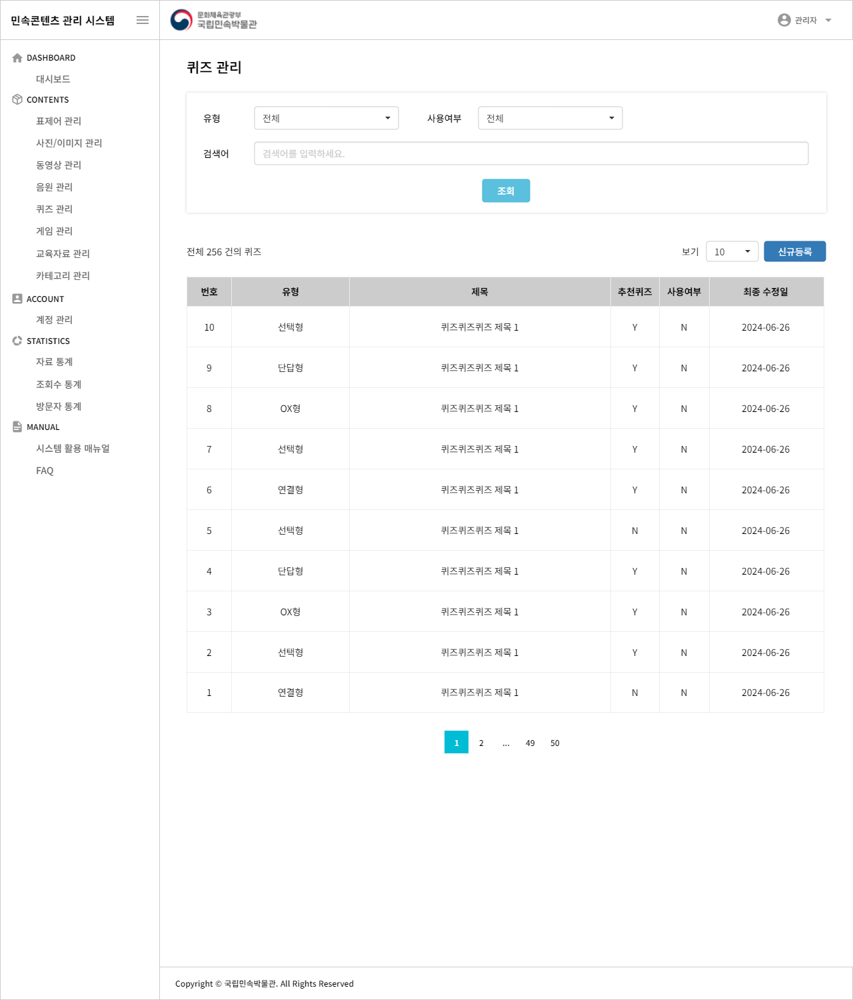 민속콘텐츠 관리 시스템
문화체육관광부
국립민속박물관
관리자
DASHBOARD
대시보드
CONTENTS
표제어 관리
사진/이미지 관리
동영상 관리
음원 관리
퀴즈 관리
게임 관리
교육자료 관리
카테고리 관리
ACCOUNT
계정 관리
STATISTICS
자료 통계
조회수 통계
방문자 통계
MANUAL
시스템 활용 매뉴얼
FAQ
퀴즈 관리
유형 전체 사용여부 전체
검색어 검색어를 입력하세요.
조회
전체 256 건의 퀴즈 보기 10 신규등록
번호 유형 제목 추천퀴즈 사용여부 최종 수정일
10 선택형 퀴즈퀴즈퀴즈 제목 1 Y N 2024-06-26
9 단답형 퀴즈퀴즈퀴즈 제목 1 Y N 2024-06-26
8 OX형 퀴즈퀴즈퀴즈 제목 1 Y N 2024-06-26
7 선택형 퀴즈퀴즈퀴즈 제목 1 Y N 2024-06-26
6 연결형 퀴즈퀴즈퀴즈 제목 1 Y N 2024-06-26
5 선택형 퀴즈퀴즈퀴즈 제목 1 N N 2024-06-26
4 단답형 퀴즈퀴즈퀴즈 제목 1 Y N 2024-06-26
3 OX형 퀴즈퀴즈퀴즈 제목 1 Y N 2024-06-26
2 선택형 퀴즈퀴즈퀴즈 제목 1 Y N 2024-06-26
1 연결형 퀴즈퀴즈퀴즈 제목 1 N N 2024-06-26
1 2 ... 49 50
Copyright © 국립민속박물관. All Rights Reserved